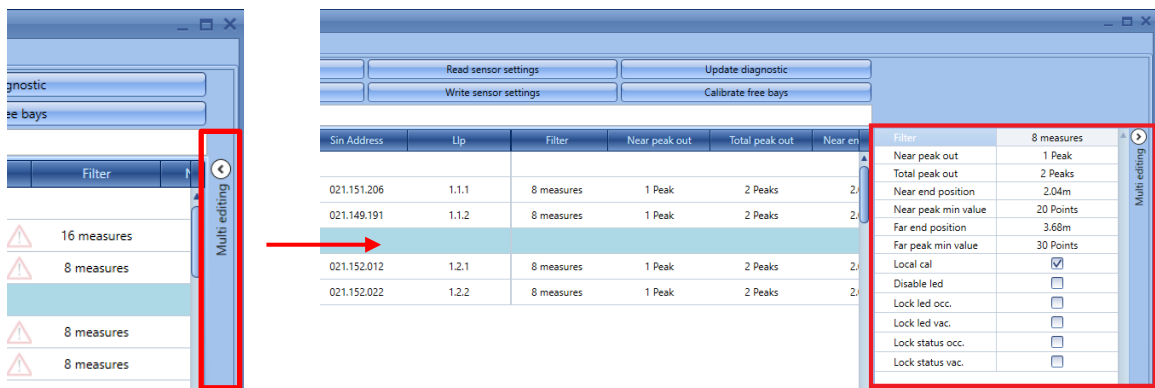 gnostic
ee bays
Filter
Multi editing
16 measures
8 measures
8 measures
8 measures
Read sensor settings
Update diagnostic
Write sensor settings
Calibrate free bays
Sin Address Llp Filter Near peak out Total peak out Near en
021.151.206 1.1.1 8 measures 1 Peak 2 Peaks 2.
021.149.191 1.1.2 8 measures 1 Peak 2 Peaks 2.
021.152.012 1.2.1 8 measures 1 Peak 2 Peaks 2.
021.152.022 1.2.2 8 measures 1 Peak 2 Peaks 2.
Filter 8 measures
Near peak out 1 Peak
Total peak out 2 Peaks
Near end position 2.04m
Near peak min value 20 Points
Far end position 3.68m
Far peak min value 30 Points
Local cal
Disable led
Lock led occ.
Lock led vac.
Lock status occ.
Lock status vac.
Multi editing